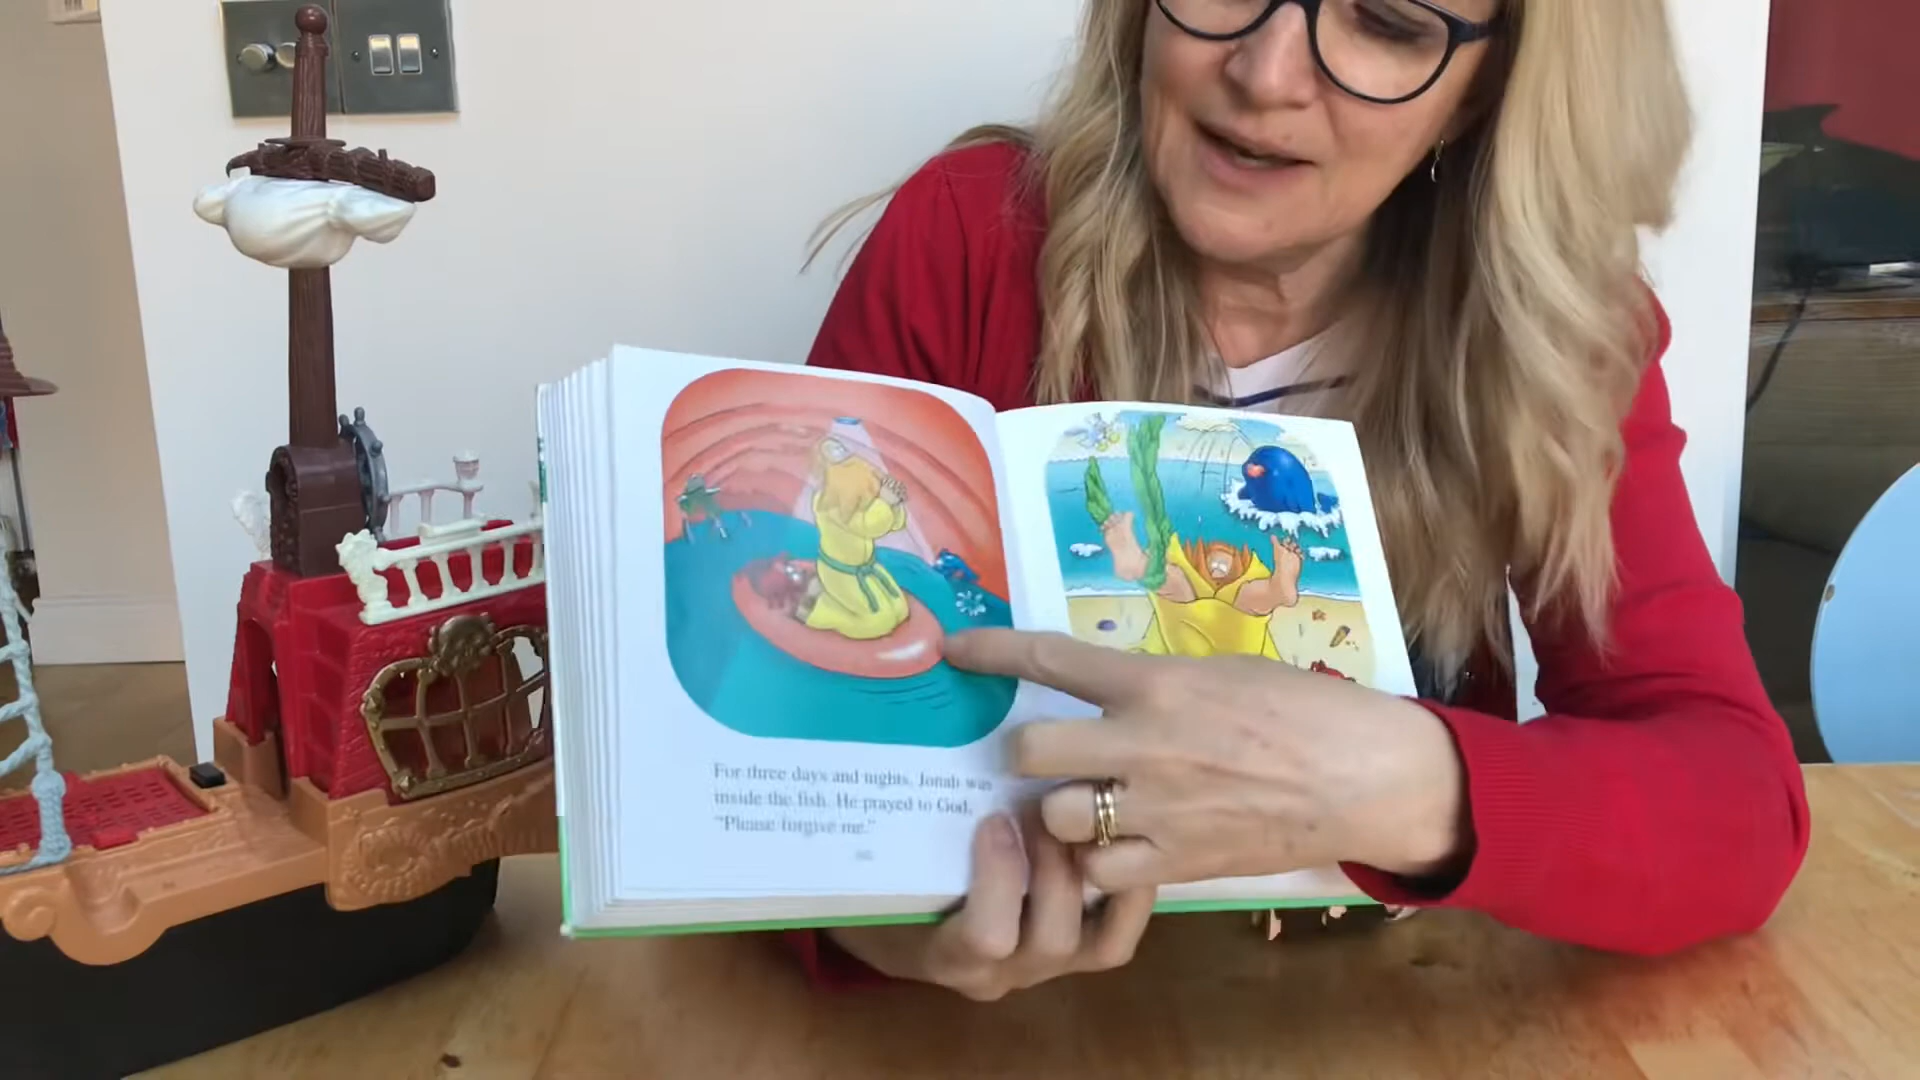 For three days and nights, Jonah was
inside the fish. He prayed to God,
"Please forgive me."